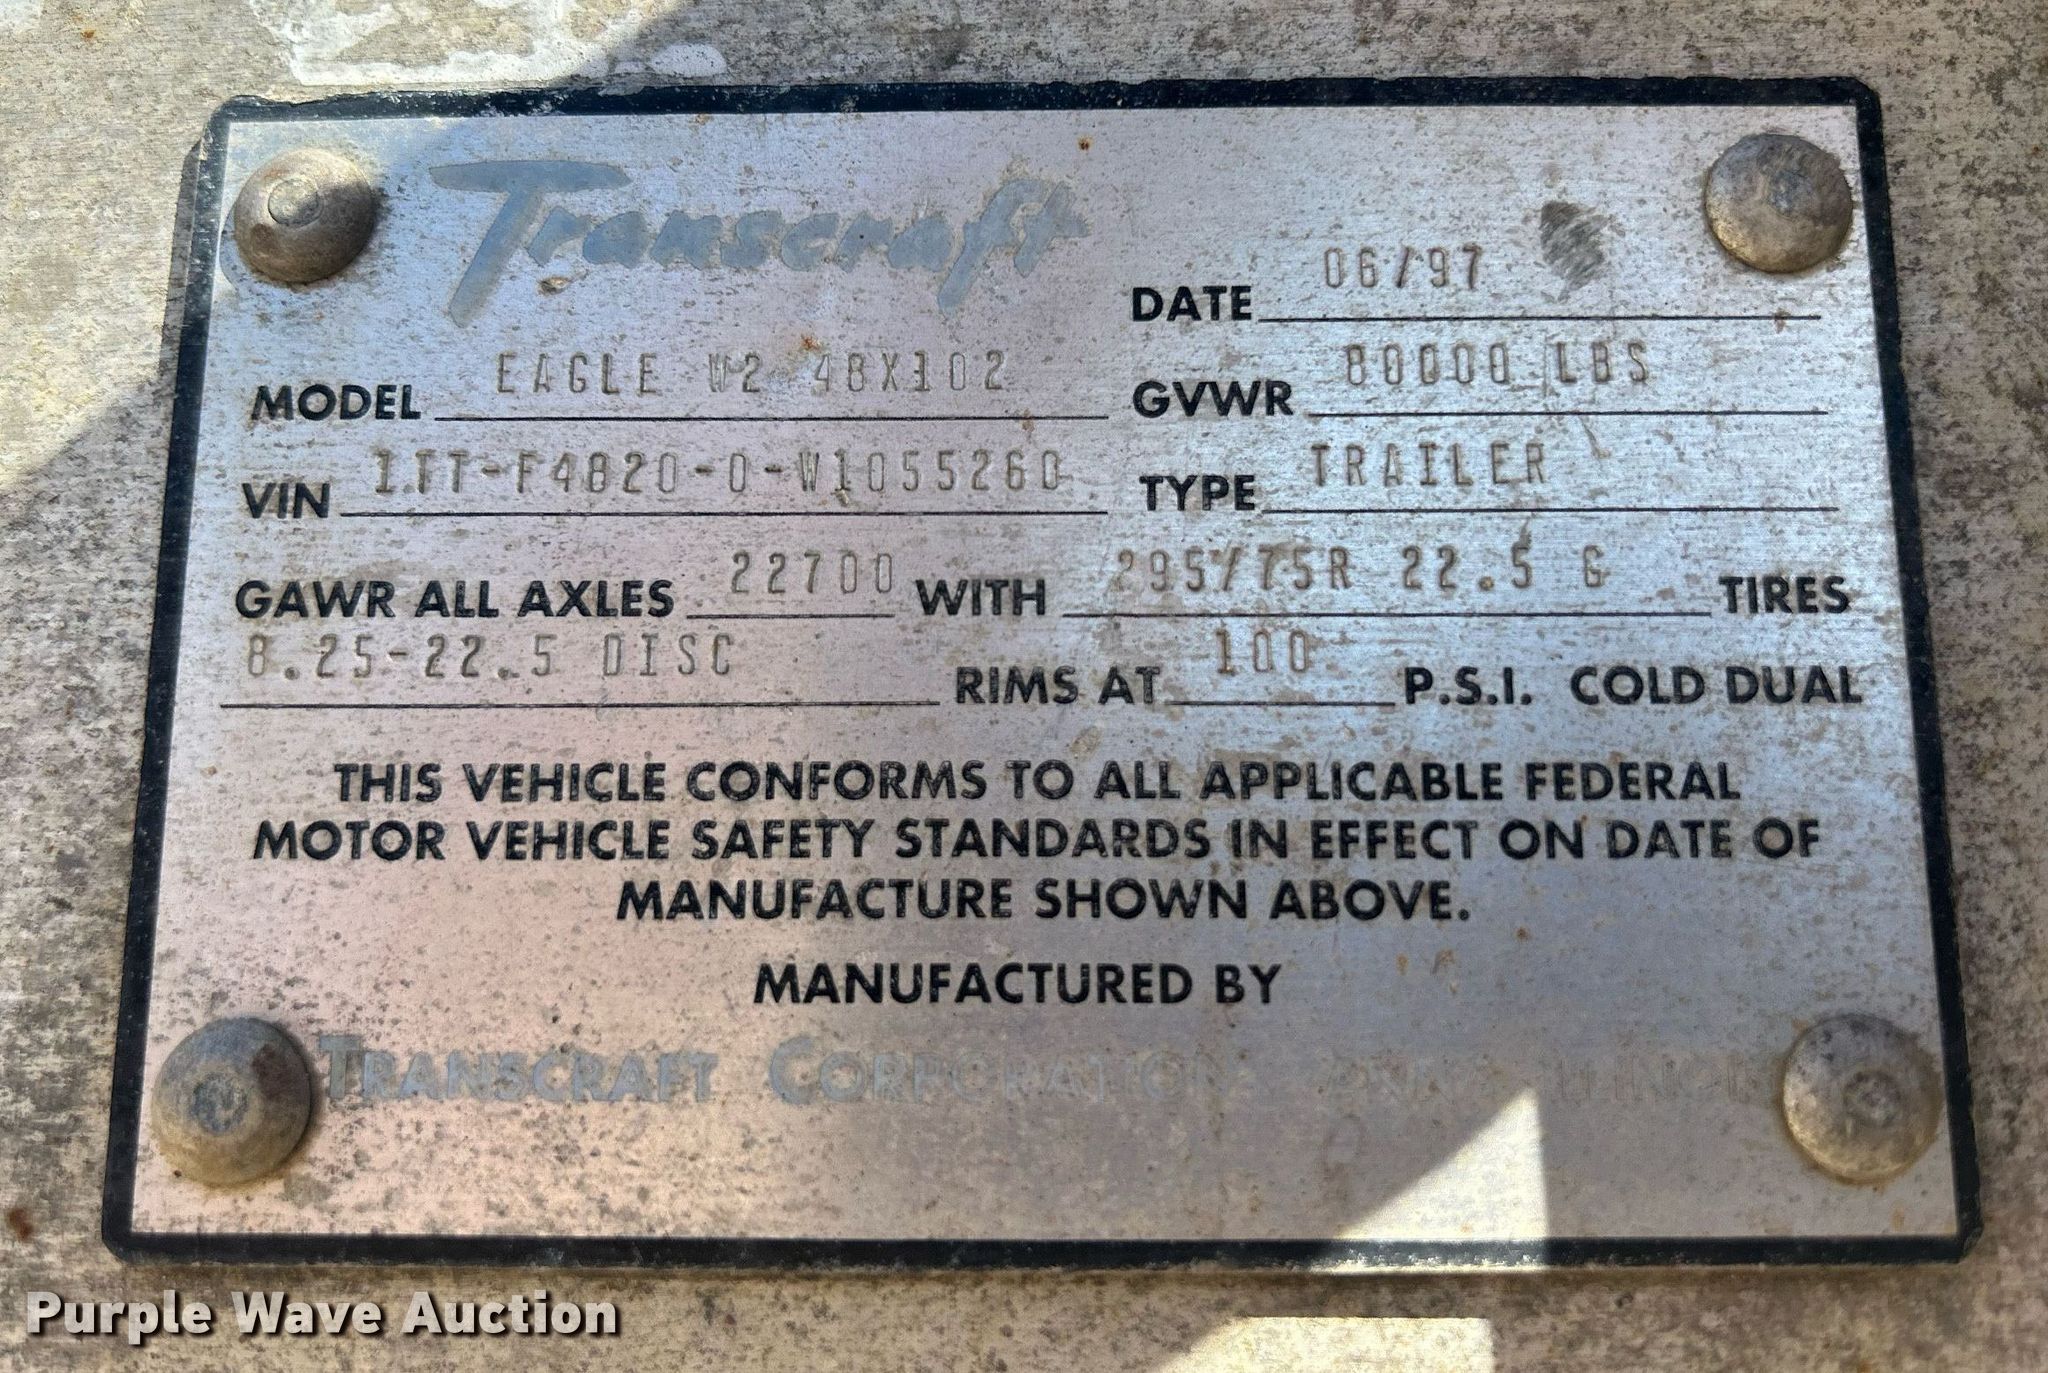 Transcraft
DATE 06/97
MODEL EAGLE W2 48X102
GVWR 80000 LBS
VIN 1TT-F4820-0-W1055260
TYPE TRAILER
GAWR ALL AXLES 22700 WITH 295/75R 22.5 G TIRES
8.25-22.5 DISC RIMS AT 100 P.S.I. COLD DUAL
THIS VEHICLE CONFORMS TO ALL APPLICABLE FEDERAL
MOTOR VEHICLE SAFETY STANDARDS IN EFFECT ON DATE OF
MANUFACTURE SHOWN ABOVE.
MANUFACTURED BY
TRANSCRAFT CORPORATION ILLINOIS
Purple Wave Auction